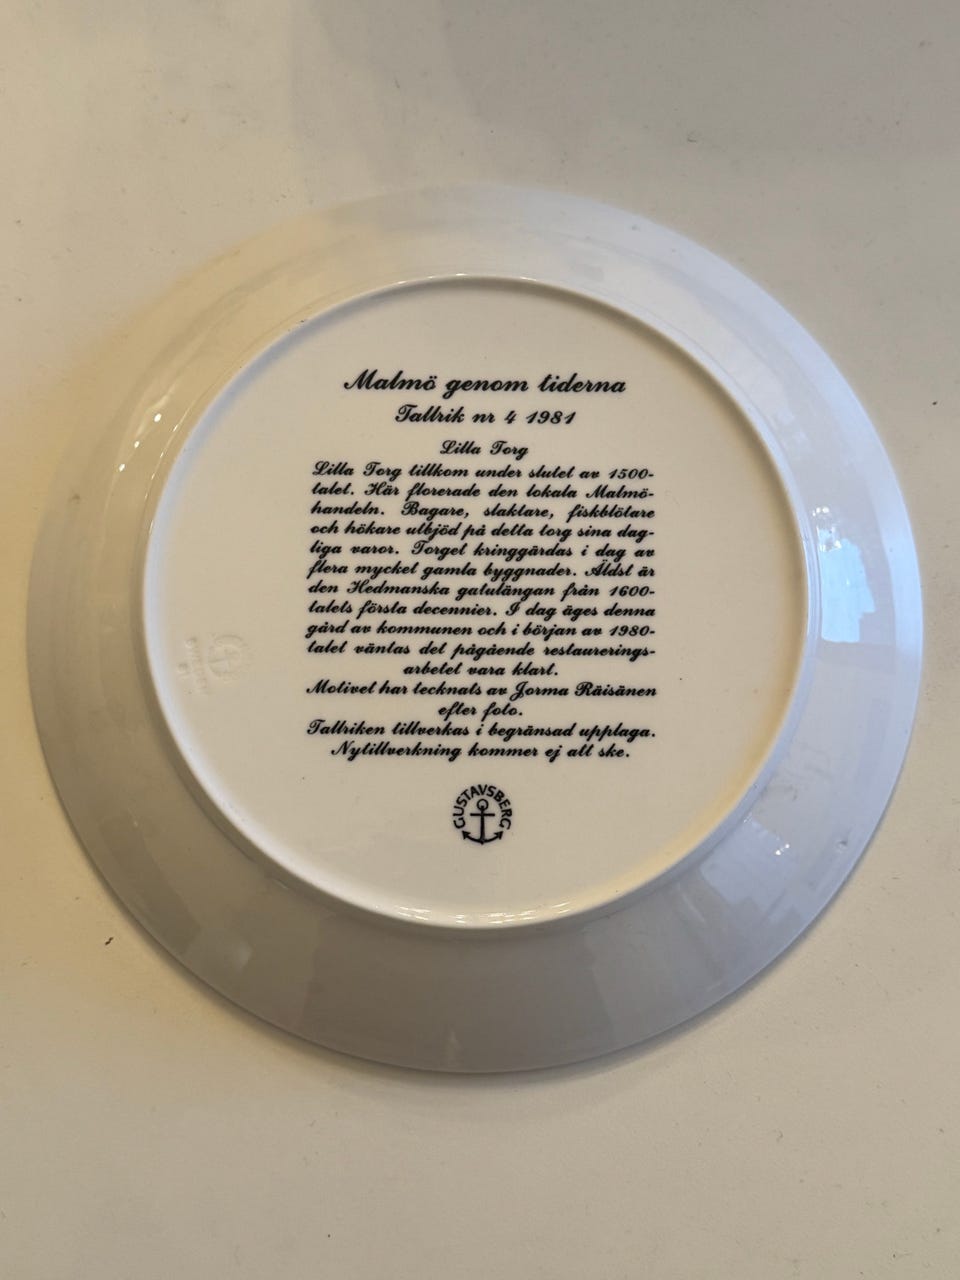 Malmö genom tiderna
Tallrik nr 4 1981
Lilla Torg
Lilla Torg tillkom under slutet av 1500-
talet. Här florerade den lokala Malmö-
handeln. Bagare, slaktare, fiskblötare
och hökare utbjöd på detta torg sina dag-
liga varor. Torget kringgärdas i dag av
flera mycket gamla byggnader. Äldst är
den Hedmanska gatulängan från 1600-
talets första decennier. I dag äges denna
gård av kommunen och i början av 1980-
talet väntas det pågående restaurerings-
arbetet vara klart.
Motivet har tecknats av Jorma Räisänen
efter foto.
Tallriken tillverkas i begränsad upplaga.
Nytillverkning kommer ej att ske.
GUSTAVSBERG